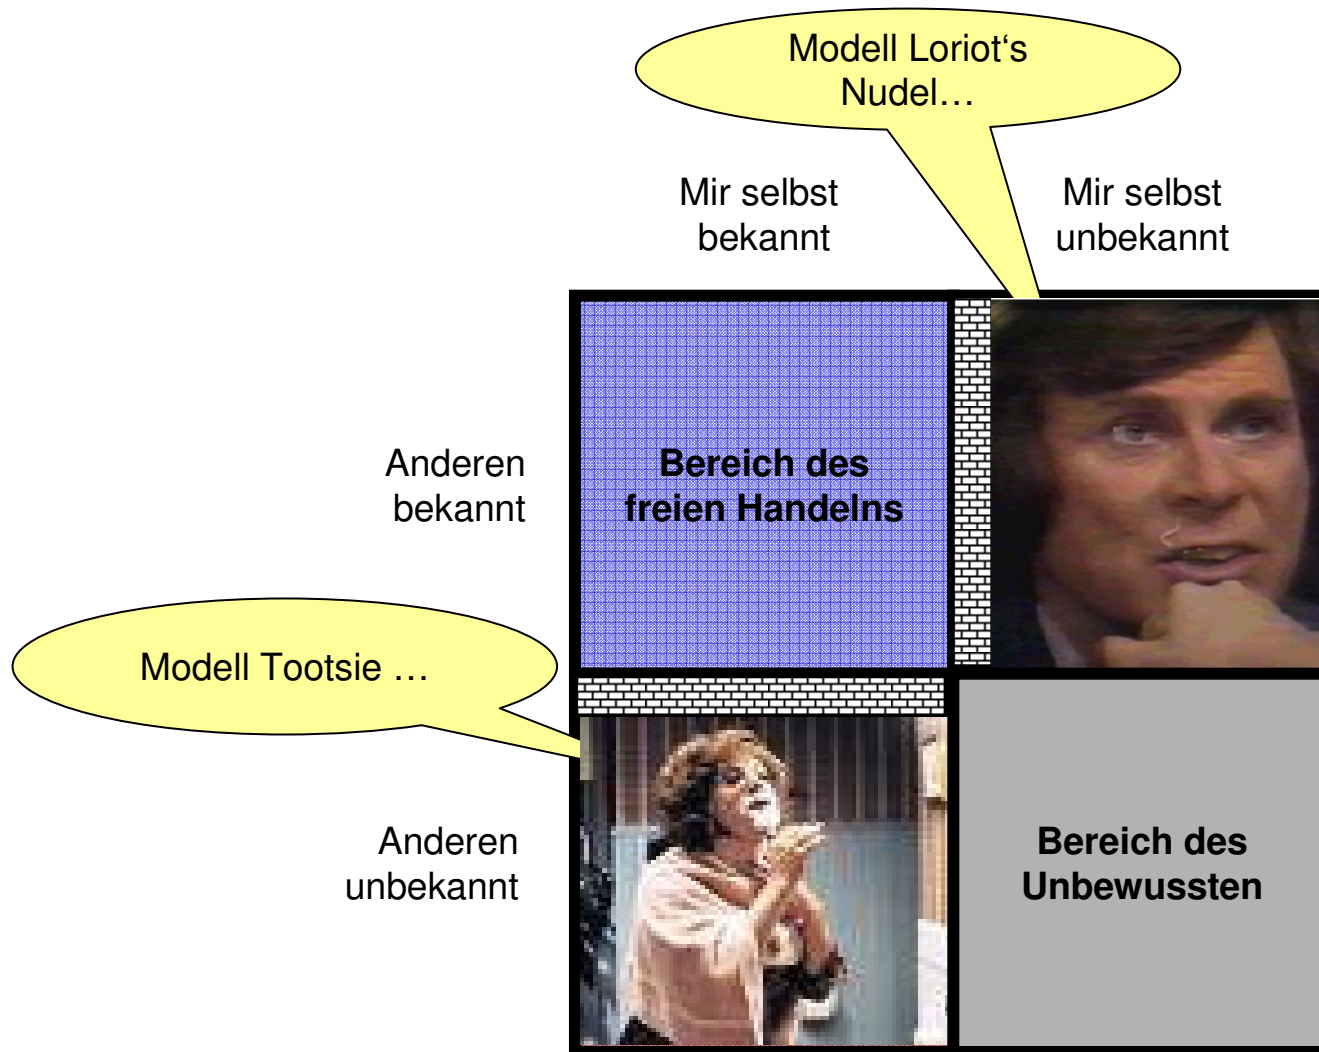 Modell Loriot‘s
Nudel…
Mir selbst
bekannt
Mir selbst
unbekannt
Anderen
bekannt
Bereich des
freien Handelns
Modell Tootsie …
Anderen
unbekannt
Bereich des
Unbewussten